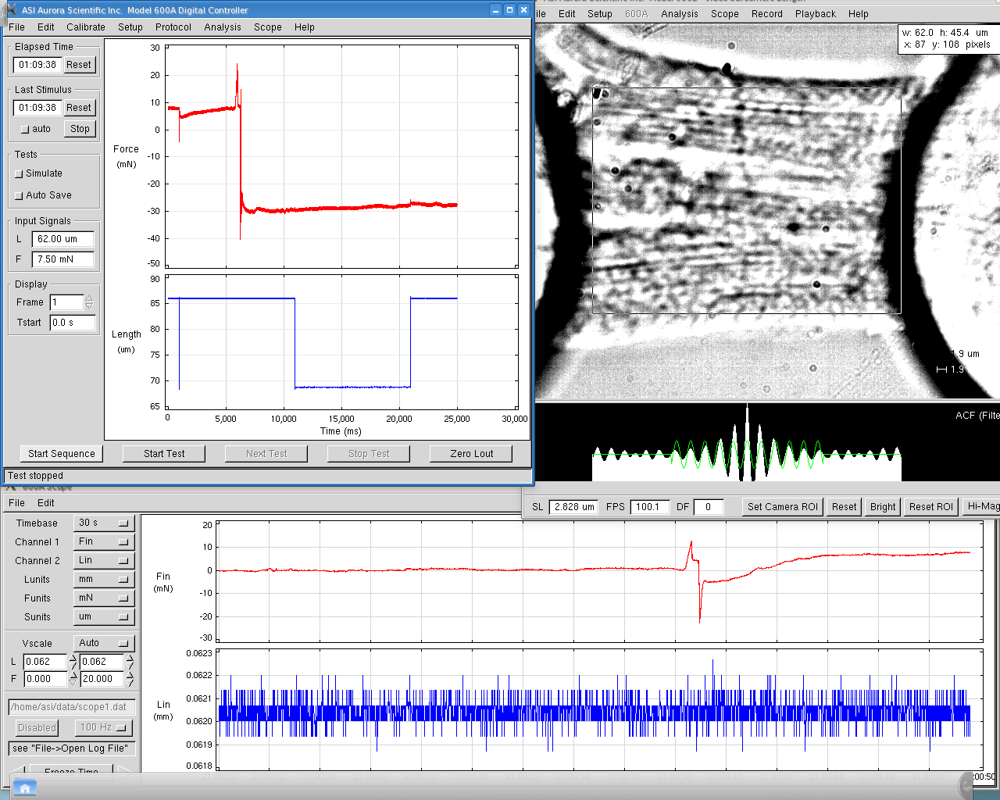 ASI Aurora Scientific Inc.  Model 600A Digital Controller
File Edit Calibrate Setup Protocol Analysis Scope Help
Elapsed Time
01:09:38 Reset
Last Stimulus
01:09:38 Reset
auto Stop
Tests
Simulate
Auto Save
Input Signals
L 62.00 um
F 7.50 mN
Display
Frame 1
Tstart 0.0 s
30
20
10
0
-10
-20
-30
-40
-50
Force
(mN)
90
85
80
75
70
65
Length
(um)
0 5,000 10,000 15,000 20,000 25,000 30,000
Time (ms)
Start Sequence Start Test Next Test Stop Test Zero Lout
Test stopped
ile Edit Setup 600A Analysis Scope Record Playback Help
w: 62.0 h: 45.4 um
x: 87 y: 108 pixels
1.9 um
1.9
ACF (Filte
SL 2.828 um FPS 100.1 DF 0 Set Camera ROI Reset Bright Reset ROI Hi-Mag
600A Scope
File Edit
Timebase 30 s
Channel 1 Fin
Channel 2 Lin
Lunits mm
Funits mN
Sunits um
Vscale Auto
L 0.062 0.062
F 0.000 20.000
/home/asi/data/scope1.dat
Disabled 100 Hz
see "File->Open Log File"
Freeze Time
20
10
0
-10
-20
-30
Fin
(mN)
0.0623
0.0622
0.0621
0.0620
0.0619
0.0618
Lin
(mm)
:00:50